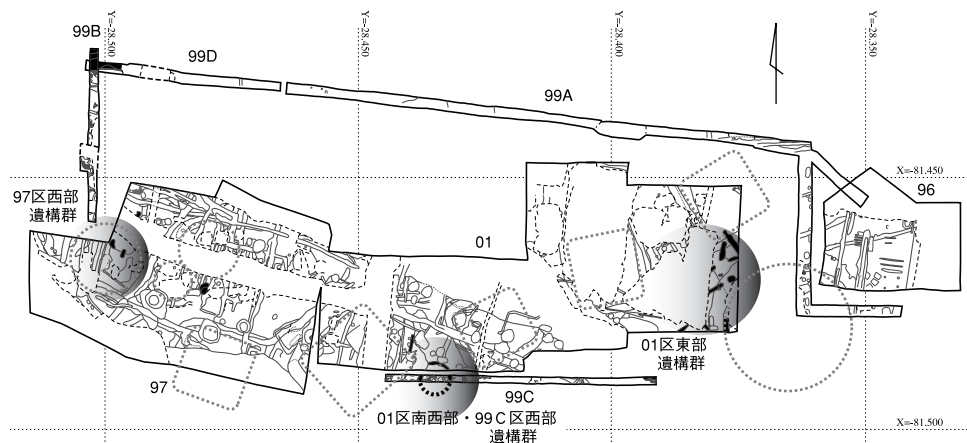 Y=-28.500
Y=-28.450
Y=-28.400
Y=-28.350
99B
99D
99A
X=-81.450
96
97区西部
遺構群
01
01区東部
遺構群
97
99C
01区南西部・99C区西部
遺構群
X=-81.500